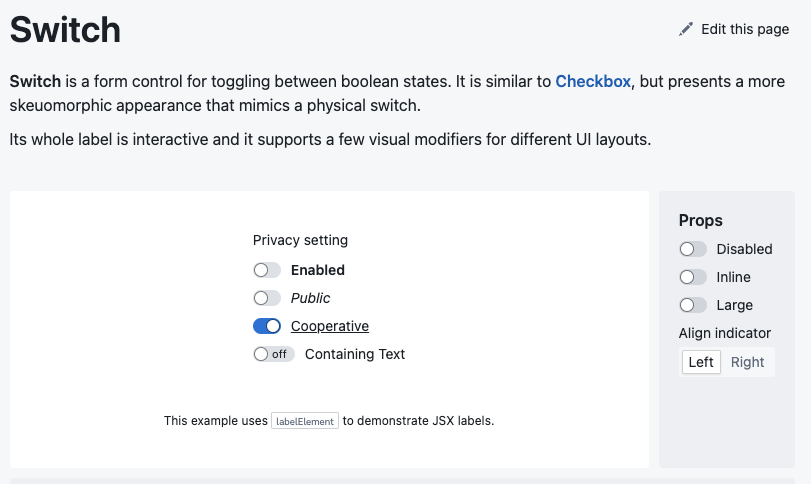 Switch
Edit this page
Switch is a form control for toggling between boolean states. It is similar to Checkbox, but presents a more
skeuomorphic appearance that mimics a physical switch.
Its whole label is interactive and it supports a few visual modifiers for different UI layouts.
Privacy setting
Enabled
Public
Cooperative
off Containing Text
This example uses labelElement to demonstrate JSX labels.
Props
Disabled
Inline
Large
Align indicator
Left Right